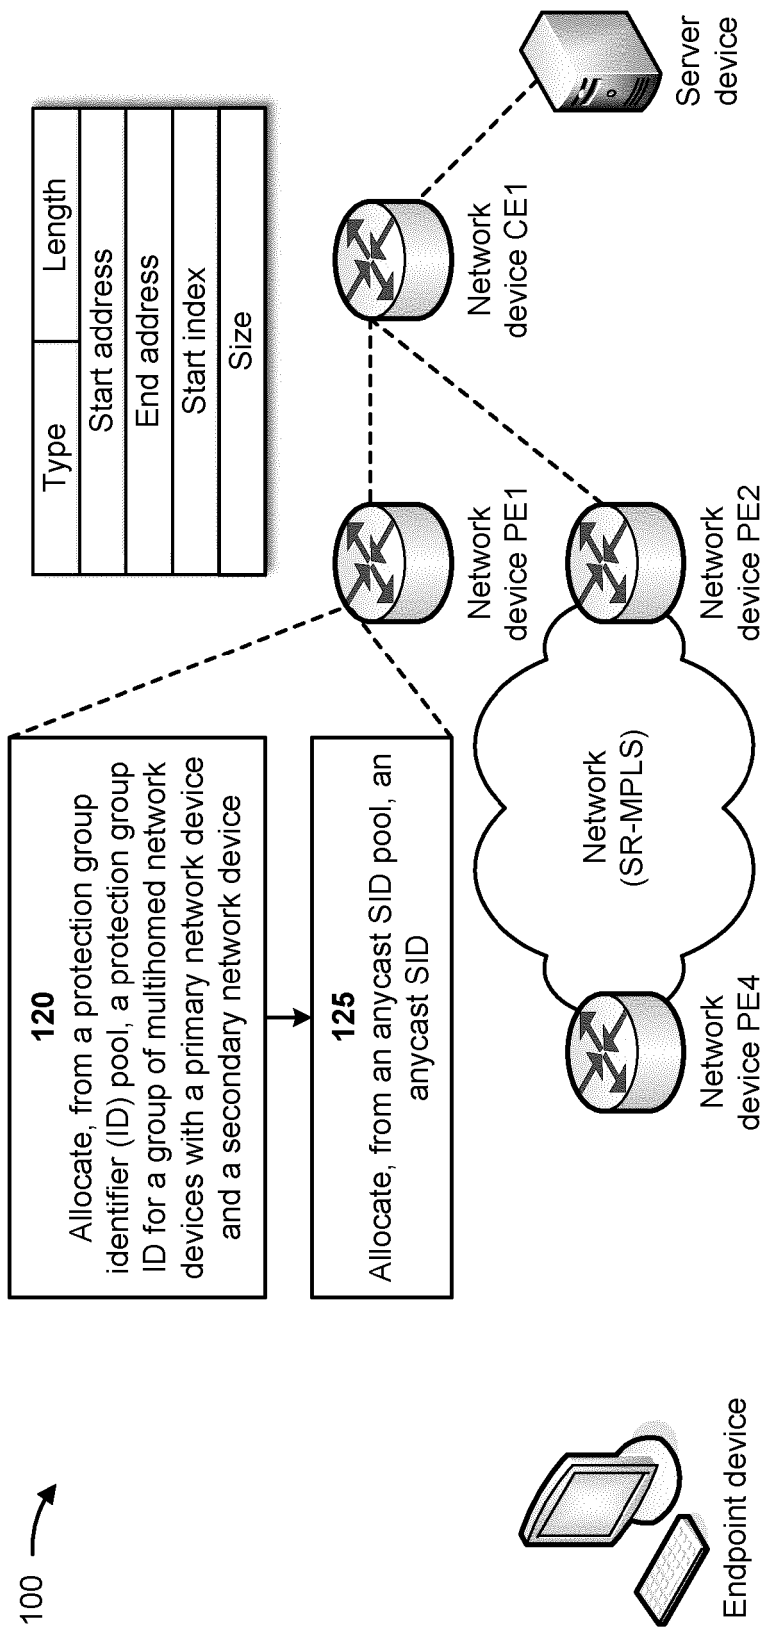 100
120
Allocate, from a protection group
identifier (ID) pool, a protection group
ID for a group of multihomed network
devices with a primary network device
and a secondary network device
125
Allocate, from an anycast SID pool, an
anycast SID
Type
Length
Start address
End address
Start index
Size
Endpoint device
Network
device PE4
Network
(SR-MPLS)
Network
device PE1
Network
device PE2
Network
device CE1
Server
device